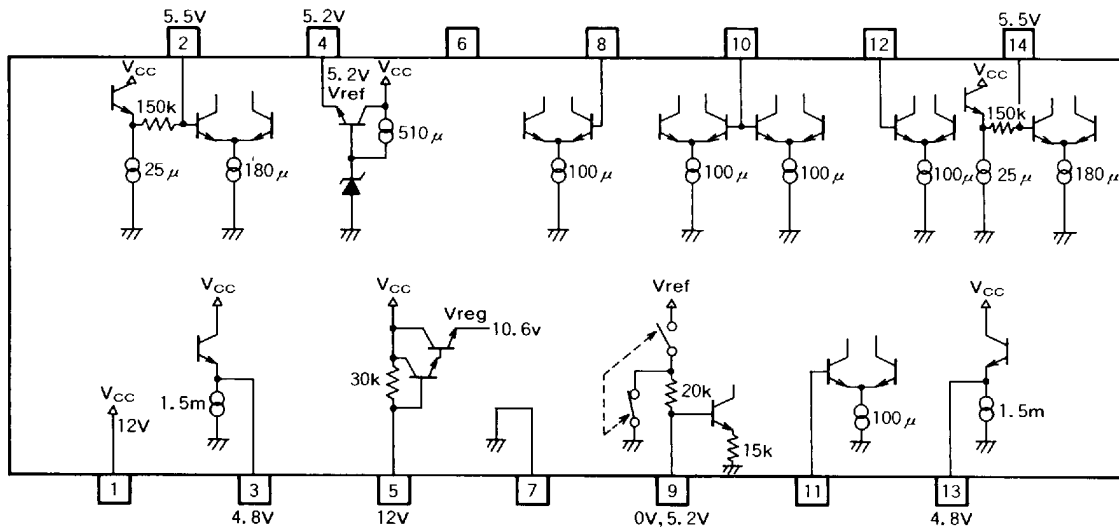 5.5V
5.2V
5.5V
2
4
6
8
10
12
14
VCC
5.2V
Vref
VCC
VCC
150k
150k
510μ
25μ
180μ
100μ
100μ
100μ
100μ
25μ
180μ
VCC
VCC
Vreg
10.6v
Vref
VCC
30k
20k
1.5m
VCC
12V
15k
100μ
1.5m
1
3
5
7
9
11
13
4.8V
12V
0V, 5.2V
4.8V